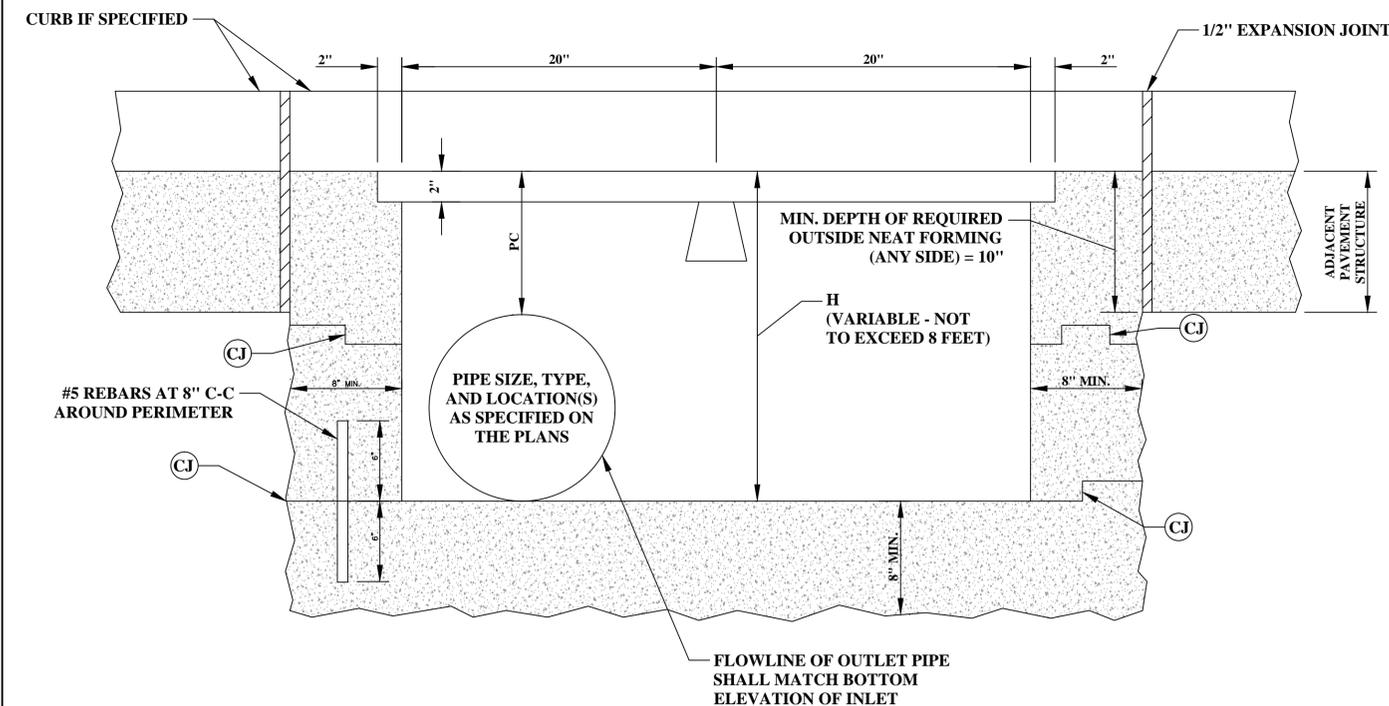 CURB IF SPECIFIED
1/2" EXPANSION JOINT
2"
20"
20"
2"
2"
PC
MIN. DEPTH OF REQUIRED
OUTSIDE NEAT FORMING
(ANY SIDE) = 10"
ADJACENT
PAVEMENT
STRUCTURE
H
(VARIABLE - NOT
TO EXCEED 8 FEET)
CJ
CJ
8" MIN.
8" MIN.
PIPE SIZE, TYPE,
AND LOCATION(S)
AS SPECIFIED ON
THE PLANS
#5 REBARS AT 8" C-C
AROUND PERIMETER
6"
CJ
6"
8" MIN.
CJ
FLOWLINE OF OUTLET PIPE
SHALL MATCH BOTTOM
ELEVATION OF INLET